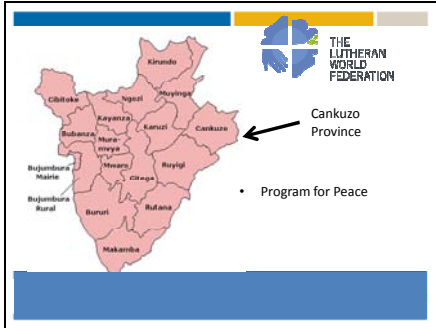 THE
LUTHERAN
WORLD
FEDERATION
Kirundo
Muyinga
Ngozi
Cibitoke
Kayanza
Bubanza
Karuzi
Cankuzo
Mura-
mvya
Bujumbura
Mairie
Mwaro
Gitega
Ruyigi
Bujumbura
Rural
Bururi
Rutana
Makamba
Cankuzo
Province
• Program for Peace